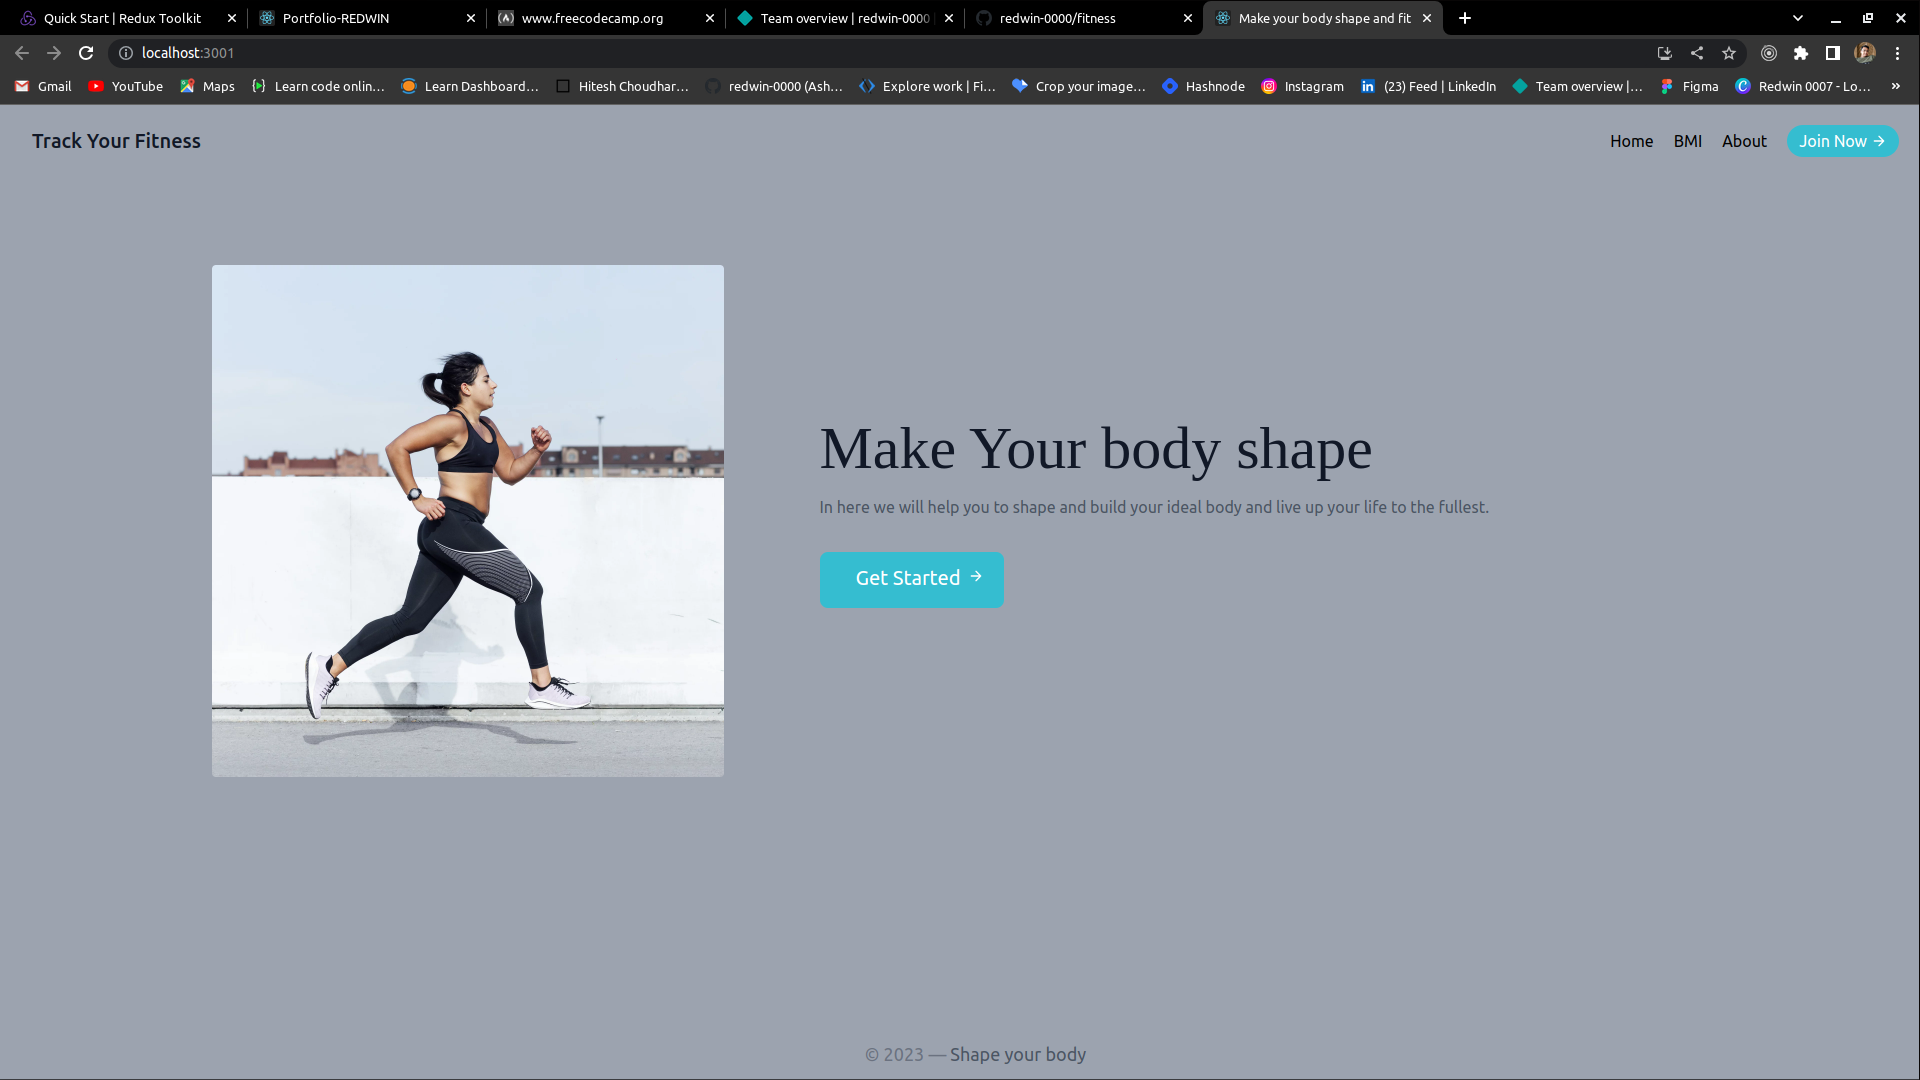 Quick Start | Redux Toolkit
Portfolio-REDWIN
www.freecodecamp.org
Team overview | redwin-0000
redwin-0000/fitness
Make your body shape and fit
localhost:3001
Gmail
YouTube
Maps
Learn code onlin...
Learn Dashboard...
Hitesh Choudhar...
redwin-0000 (Ash...
Explore work | Fi...
Crop your image...
Hashnode
Instagram
(23) Feed | LinkedIn
Team overview |...
Figma
Redwin 0007 - Lo...
Track Your Fitness
Home
BMI
About
Join Now →
Make Your body shape
In here we will help you to shape and build your ideal body and live up your life to the fullest.
Get Started →
© 2023 — Shape your body